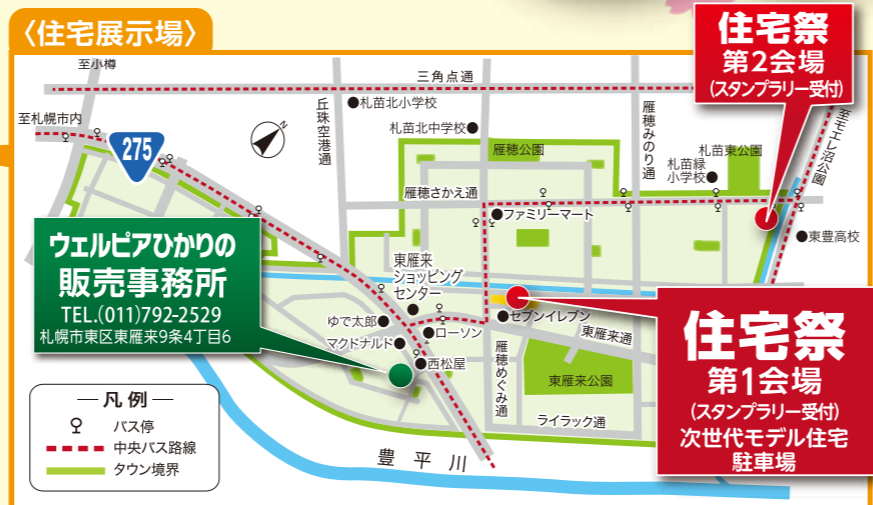 〈住宅展示場〉
住宅祭
第2会場
(スタンプラリー受付)
至小樽
三角点通
至札幌市内
275
N
丘珠空港通
札苗北小学校
札苗北中学校
雁穂公園
雁穂みのり通
札苗東公園
札苗緑
小学校
至モエレ沼公園
雁穂さかえ通
ファミリーマート
東豊高校
ウェルピアひかりの
販売事務所
TEL.(011)792-2529
札幌市東区東雁来9条4丁目6
東雁来
ショッピング
センター
ゆで太郎
マクドナルド
ローソン
西松屋
セブンイレブン
東雁来通
雁穂めぐみ通
東雁来公園
ライラック通
豊平川
住宅祭
第1会場
(スタンプラリー受付)
次世代モデル住宅
駐車場
凡例
バス停
中央バス路線
タウン境界